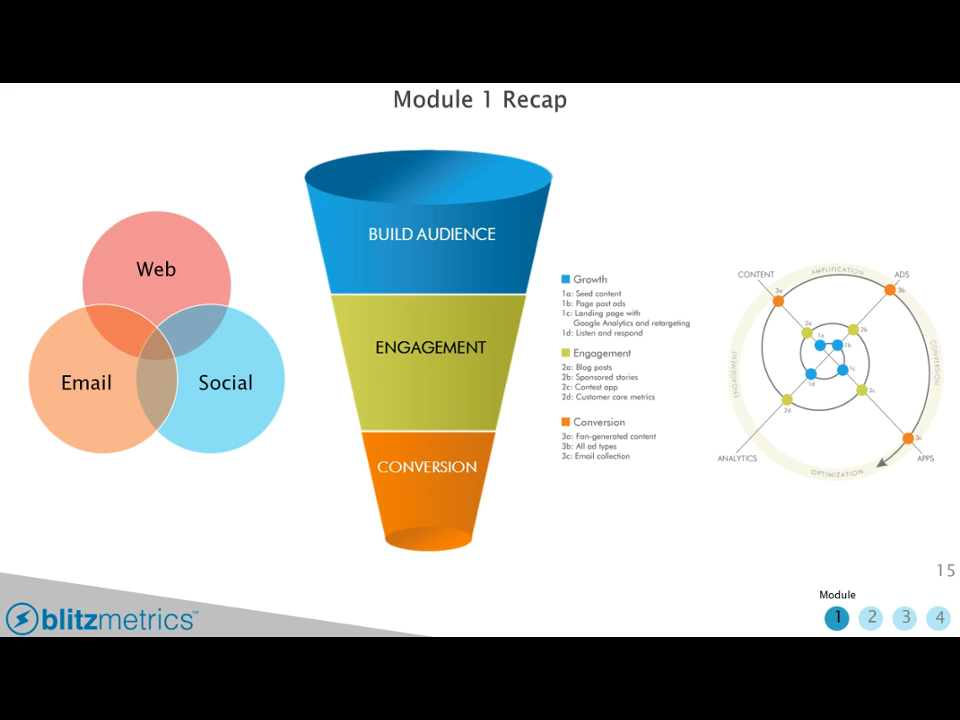 Module 1 Recap
Web
Email
Social
BUILD AUDIENCE
ENGAGEMENT
CONVERSION
Growth
1a: Seed content
1b: Page post ads
1c: Landing page with
Google Analytics and retargeting
1d: Listen and respond
Engagement
2a: Blog posts
2b: Sponsored stories
2c: Contest app
2d: Customer care metrics
Conversion
3a: Fan-generated content
3b: All ad types
3c: Email collection
AMPLIFICATION
CONTENT
ADS
3a
3b
2a
2b
1a
1b
ENGAGEMENT
CONVERSION
1d
1c
2d
2c
3c
ANALYTICS
APPS
OPTIMIZATION
15
Module
1 2 3 4
blitzmetrics™